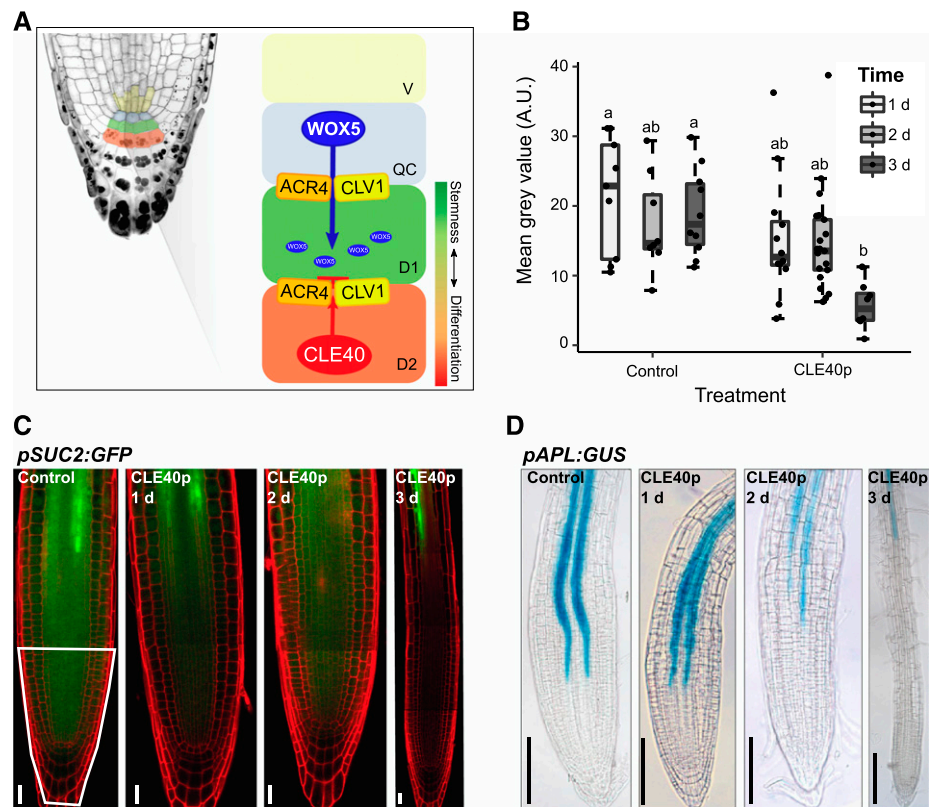 A
V
WOX5
QC
ACR4 CLV1
WOX5
WOX5
WOX5
WOX5
D1
ACR4 CLV1
CLE40
D2
Stemness
Differentiation
B
Mean grey value (A.U.)
40
30
20
10
0
a
ab
a
ab
ab
b
Time
1 d
2 d
3 d
Control
CLE40p
Treatment
C
pSUC2:GFP
Control
CLE40p
1 d
CLE40p
2 d
CLE40p
3 d
D
pAPL:GUS
Control
CLE40p
1 d
CLE40p
2 d
CLE40p
3 d